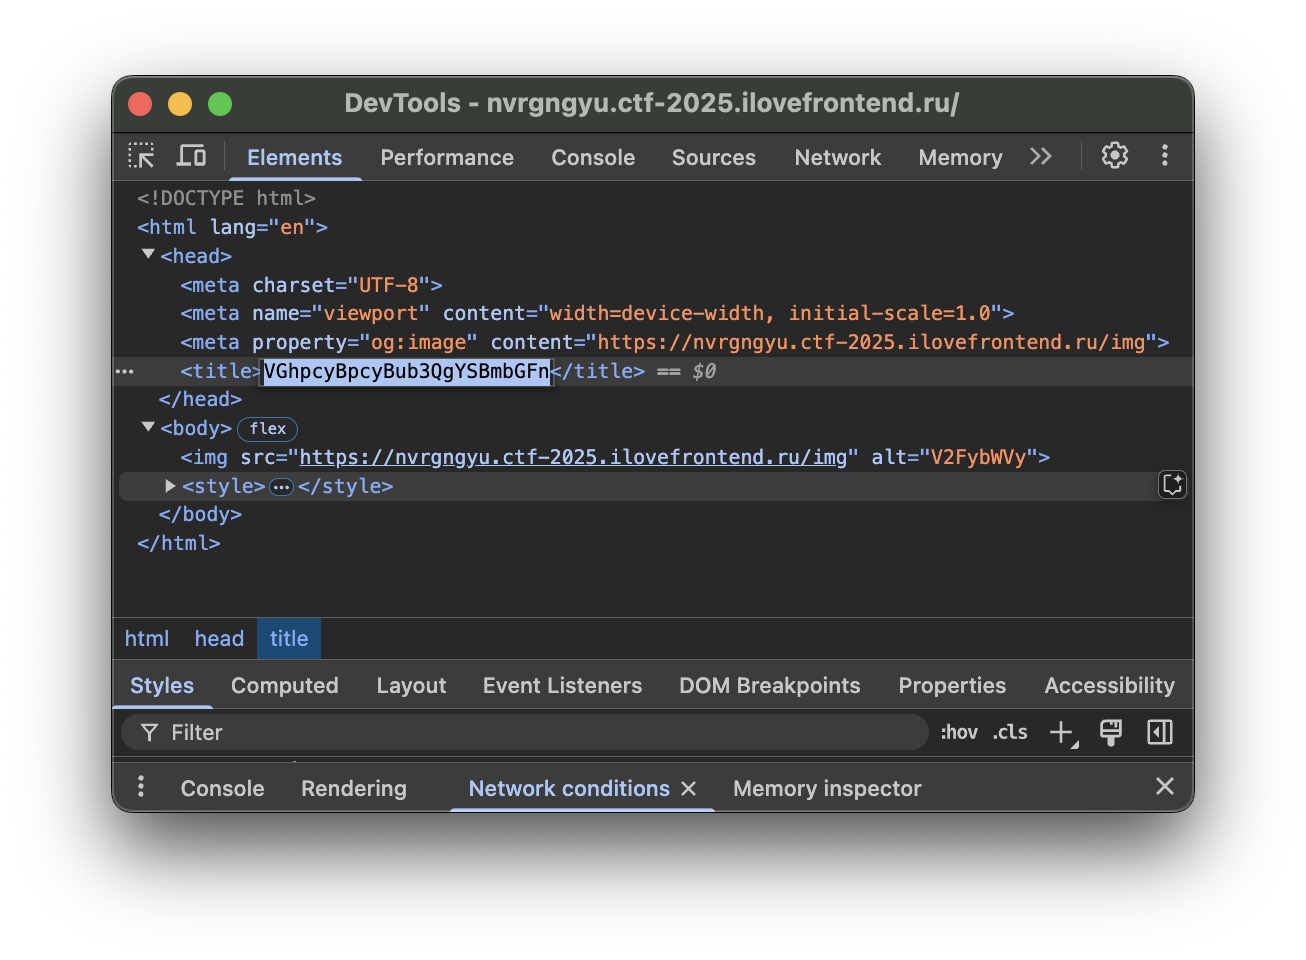 DevTools - nvrgngyu.ctf-2025.ilovefrontend.ru/
Elements Performance Console Sources Network Memory
<!DOCTYPE html>
<html lang="en">
<head>
<meta charset="UTF-8">
<meta name="viewport" content="width=device-width, initial-scale=1.0">
<meta property="og:image" content="https://nvrgngyu.ctf-2025.ilovefrontend.ru/img">
<title>VGhpcyBpcyBub3QgYSBmbGFn</title> == $0
</head>
<body> flex
<img src="https://nvrgngyu.ctf-2025.ilovefrontend.ru/img" alt="V2FybWVy">
<style>…</style>
</body>
</html>
html head title
Styles Computed Layout Event Listeners DOM Breakpoints Properties Accessibility
Filter :hov .cls
Console Rendering Network conditions Memory inspector